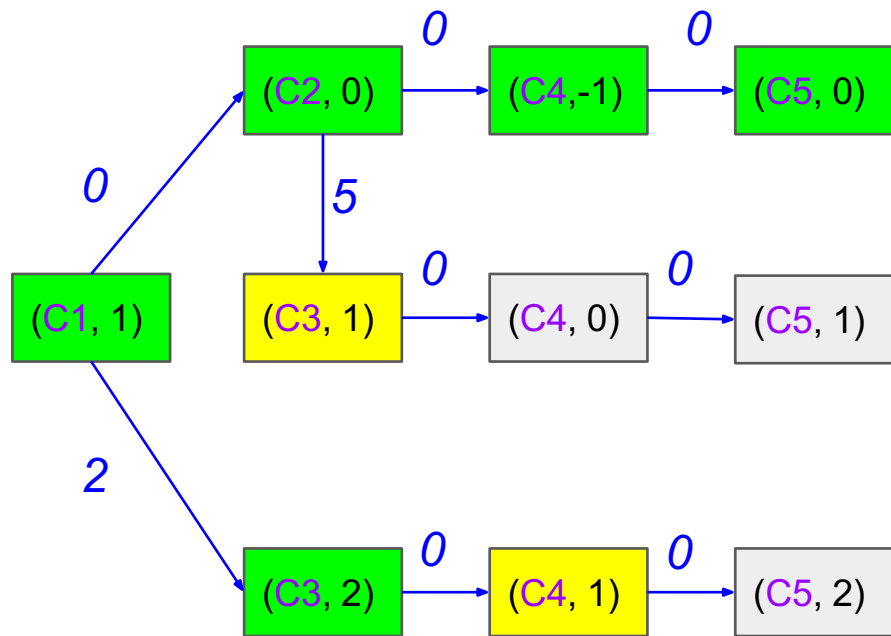 0 0
(C2, 0) (C4,-1) (C5, 0)
0 5
0 0
(C1, 1) (C3, 1) (C4, 0) (C5, 1)
2
0 0
(C3, 2) (C4, 1) (C5, 2)